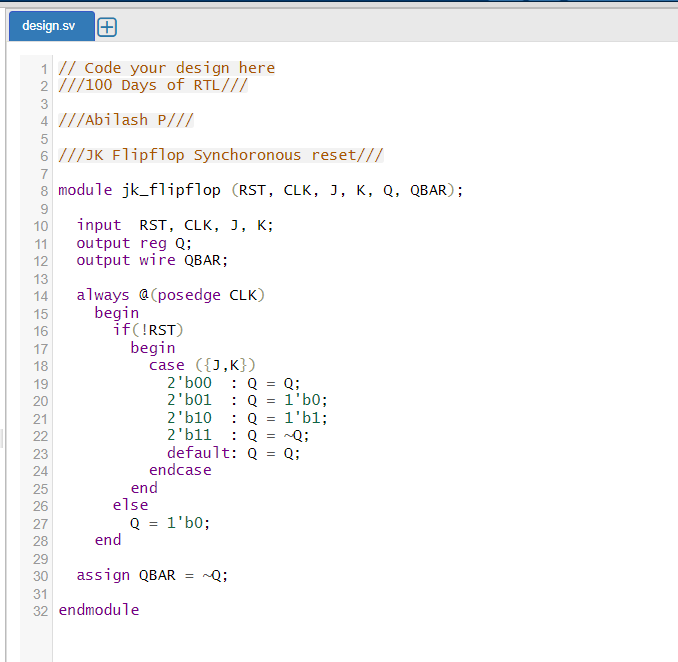 design.sv
1 // Code your design here
2 ///100 Days of RTL///
3
4 ///Abilash P///
5
6 ///JK Flipflop Synchoronous reset///
7
8 module jk_flipflop (RST, CLK, J, K, Q, QBAR);
9
10   input  RST, CLK, J, K;
11   output reg Q;
12   output wire QBAR;
13
14   always @(posedge CLK)
15     begin
16       if(!RST)
17         begin
18           case ({J,K})
19             2'b00  : Q = Q;
20             2'b01  : Q = 1'b0;
21             2'b10  : Q = 1'b1;
22             2'b11  : Q = ~Q;
23             default: Q = Q;
24           endcase
25         end
26       else
27         Q = 1'b0;
28     end
29
30   assign QBAR = ~Q;
31
32 endmodule